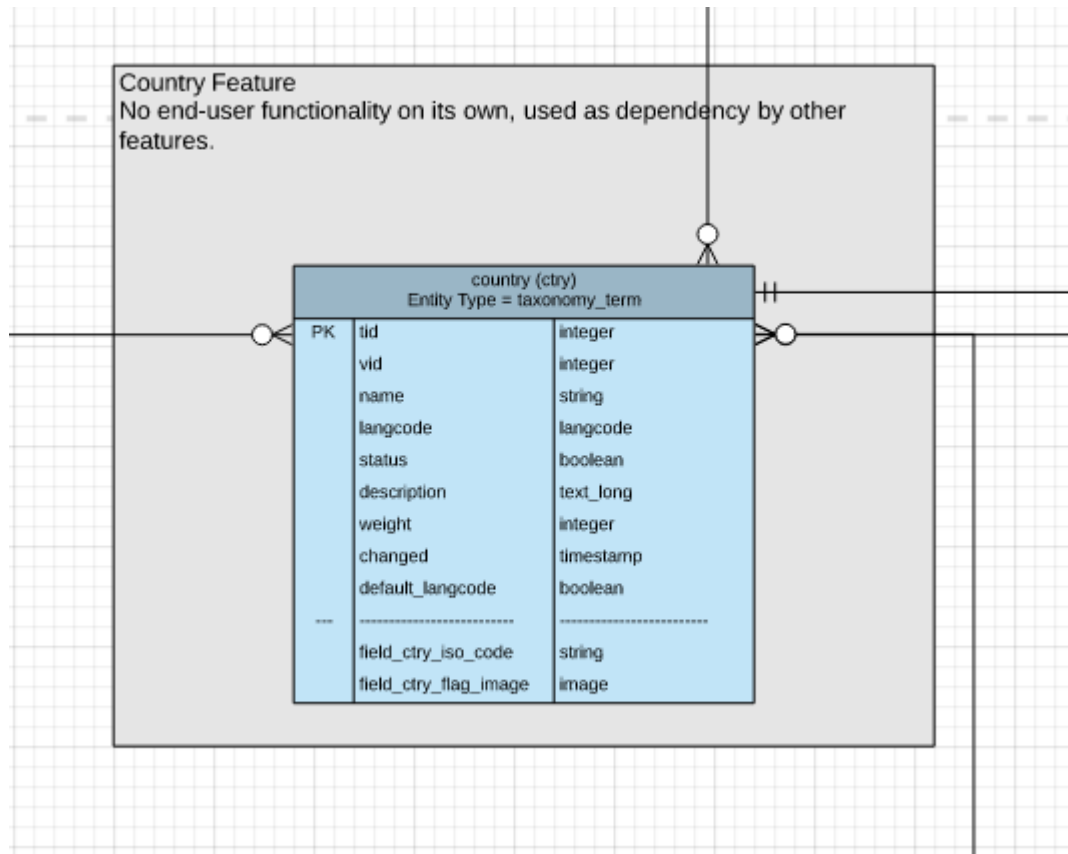 Country Feature
No end-user functionality on its own, used as dependency by other
features.
country (ctry)
Entity Type = taxonomy_term
PK tid integer
vid integer
name string
langcode langcode
status boolean
description text_long
weight integer
changed timestamp
default_langcode boolean
--- -------------------------- -------------------------
field_ctry_iso_code string
field_ctry_flag_image image